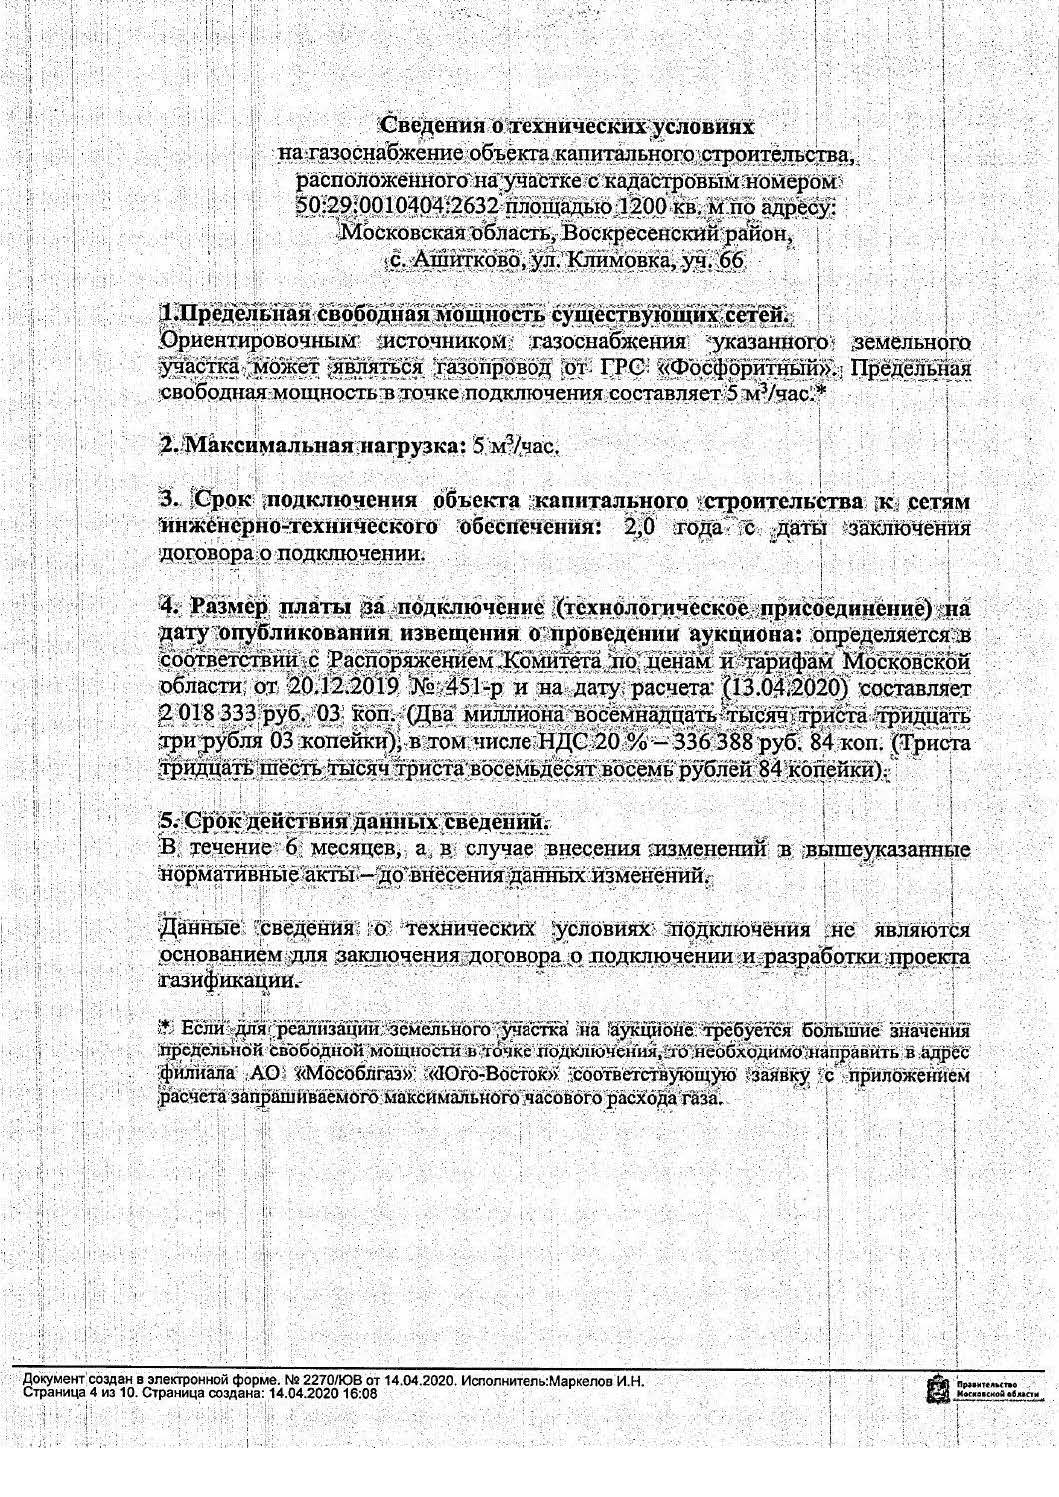 Сведения о технических условиях
на газоснабжение объекта капитального строительства,
расположенного на участке с кадастровым номером
50:29:0010404:2632 площадью 1200 кв. м по адресу:
Московская область, Воскресенский район,
с. Ашитково, ул. Климовка, уч. 66
1.Предельная свободная мощность существующих сетей.
Ориентировочным источником газоснабжения указанного земельного
участка может являться газопровод от ГРС «Фосфоритный». Предельная
свободная мощность в точке подключения составляет 5 м³/час.*
2. Максимальная нагрузка: 5 м³/час.
3. Срок подключения объекта капитального строительства к сетям
инженерно-технического обеспечения: 2,0 года с даты заключения
договора о подключении.
4. Размер платы за подключение (технологическое присоединение) на
дату опубликования извещения о проведении аукциона: определяется в
соответствии с Распоряжением Комитета по ценам и тарифам Московской
области от 20.12.2019 № 451-р и на дату расчета (13.04.2020) составляет
2 018 333 руб. 03 коп. (Два миллиона восемнадцать тысяч триста тридцать
три рубля 03 копейки), в том числе НДС 20 % – 336 388 руб. 84 коп. (Триста
тридцать шесть тысяч триста восемьдесят восемь рублей 84 копейки).
5. Срок действия данных сведений.
В течение 6 месяцев, а в случае внесения изменений в вышеуказанные
нормативные акты – до внесения данных изменений.
Данные сведения о технических условиях подключения не являются
основанием для заключения договора о подключении и разработки проекта
газификации.
* Если для реализации земельного участка на аукционе требуется большие значения
предельной свободной мощности в точке подключения, то необходимо направить в адрес
филиала АО «Мособлгаз» «Юго-Восток» соответствующую заявку с приложением
расчета запрашиваемого максимального часового расхода газа.
Документ создан в электронной форме. № 2270/ЮВ от 14.04.2020. Исполнитель:Маркелов И.Н.
Страница 4 из 10. Страница создана: 14.04.2020 16:08
Правительство
Московской области